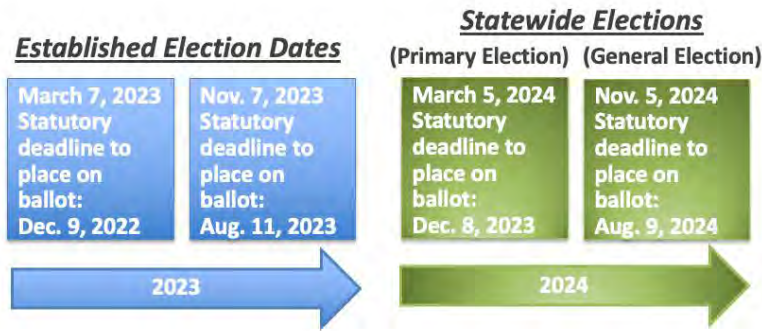 Established Election Dates
March 7, 2023
Statutory
deadline to
place on
ballot:
Dec. 9, 2022
Nov. 7, 2023
Statutory
deadline to
place on
ballot:
Aug. 11, 2023
2023
Statewide Elections
(Primary Election) (General Election)
March 5, 2024
Statutory
deadline to
place on
ballot:
Dec. 8, 2023
Nov. 5, 2024
Statutory
deadline to
place on
ballot:
Aug. 9, 2024
2024